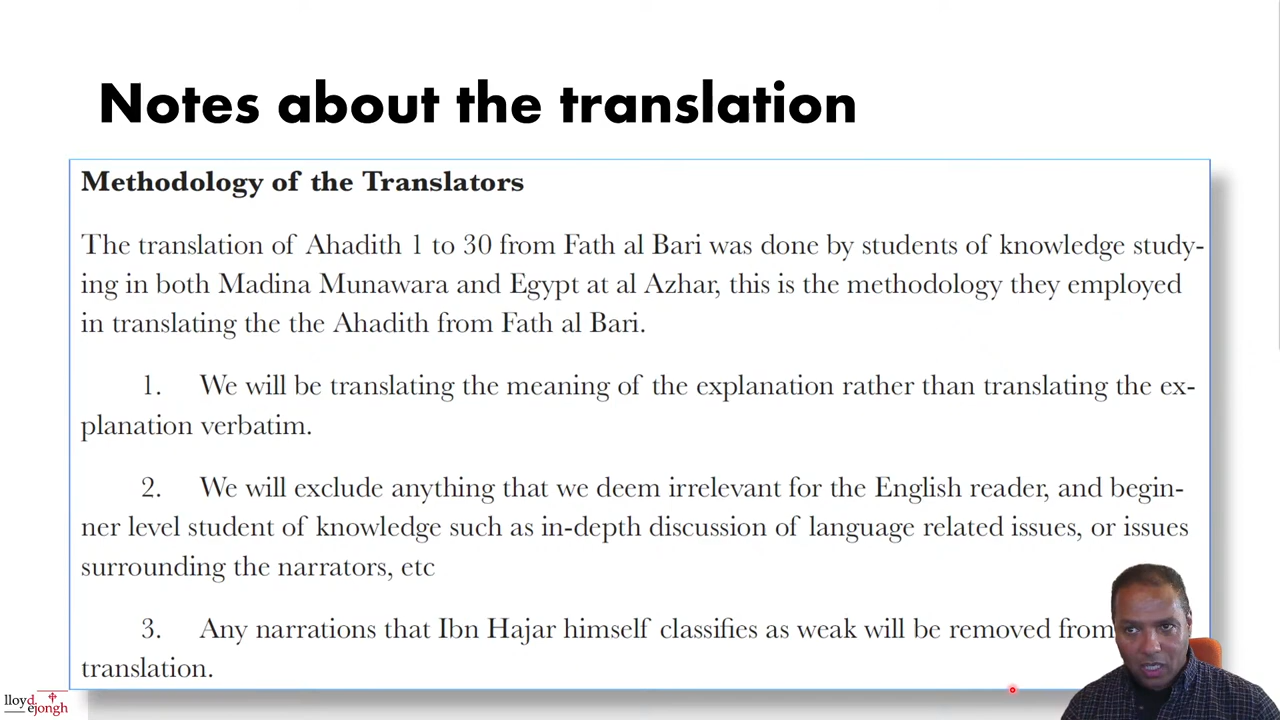 Notes about the translation
Methodology of the Translators
The translation of Ahadith 1 to 30 from Fath al Bari was done by students of knowledge study-
ing in both Madina Munawara and Egypt at al Azhar, this is the methodology they employed
in translating the the Ahadith from Fath al Bari.
1. We will be translating the meaning of the explanation rather than translating the ex-
planation verbatim.
2. We will exclude anything that we deem irrelevant for the English reader, and begin-
ner level student of knowledge such as in-depth discussion of language related issues, or issues
surrounding the narrators, etc
3. Any narrations that Ibn Hajar himself classifies as weak will be removed from
translation.
lloyd
ejongh